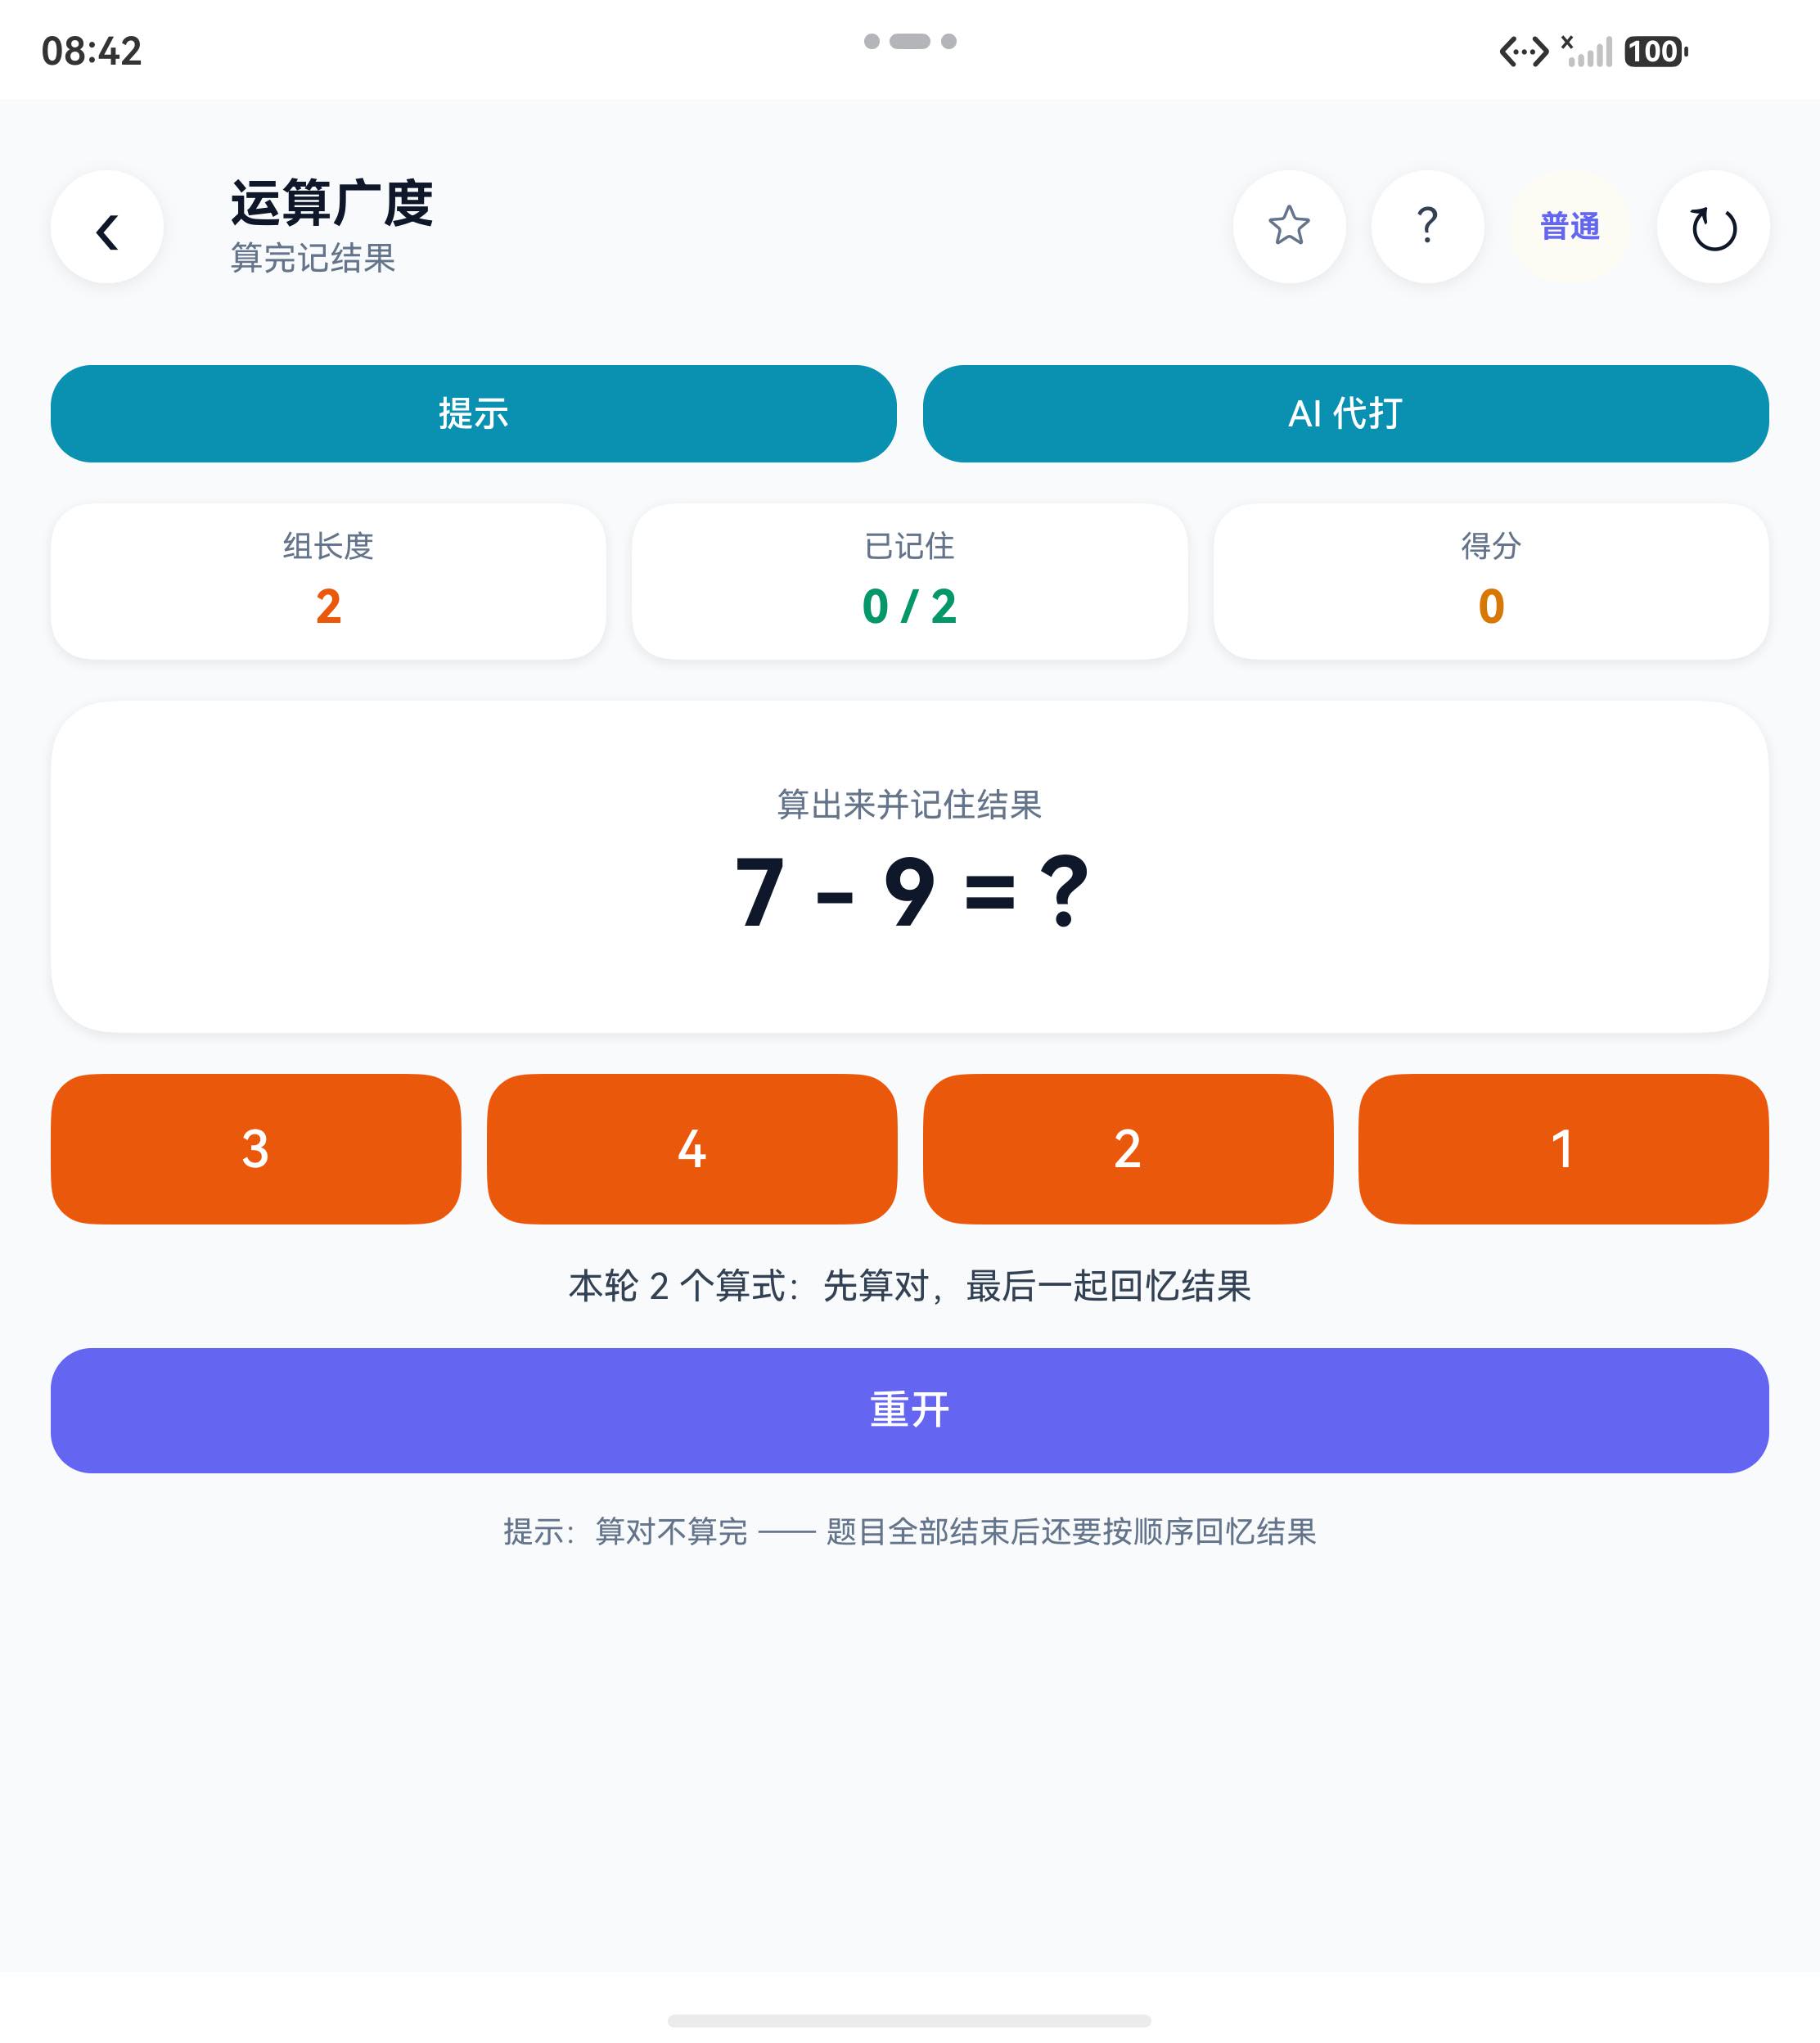 08:42
100
运算广度
算完记结果
?
普通
提示
AI 代打
组长度
2
已记住
0 / 2
得分
0
算出来并记住结果
7 - 9 = ?
3
4
2
1
本轮 2 个算式：先算对，最后一起回忆结果
重开
提示：算对不算完 —— 题目全部结束后还要按顺序回忆结果